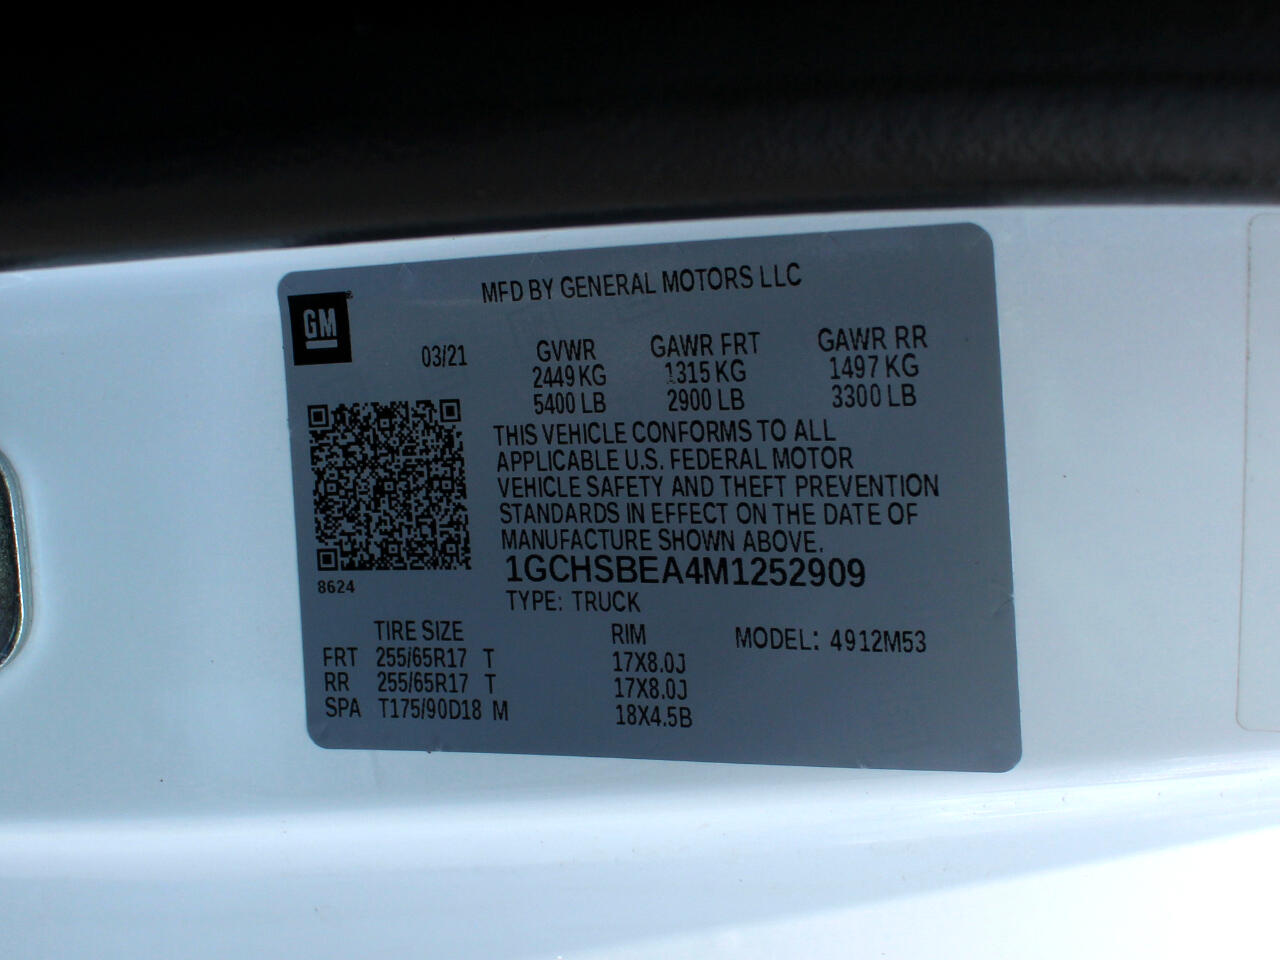 MFD BY GENERAL MOTORS LLC
GM
03/21 GVWR GAWR FRT GAWR RR
2449 KG 1315 KG 1497 KG
5400 LB 2900 LB 3300 LB
THIS VEHICLE CONFORMS TO ALL
APPLICABLE U.S. FEDERAL MOTOR
VEHICLE SAFETY AND THEFT PREVENTION
STANDARDS IN EFFECT ON THE DATE OF
MANUFACTURE SHOWN ABOVE.
1GCHSBEA4M1252909
8624
TYPE: TRUCK
TIRE SIZE RIM MODEL: 4912M53
FRT 255/65R17 T 17X8.0J
RR 255/65R17 T 17X8.0J
SPA T175/90D18 M 18X4.5B